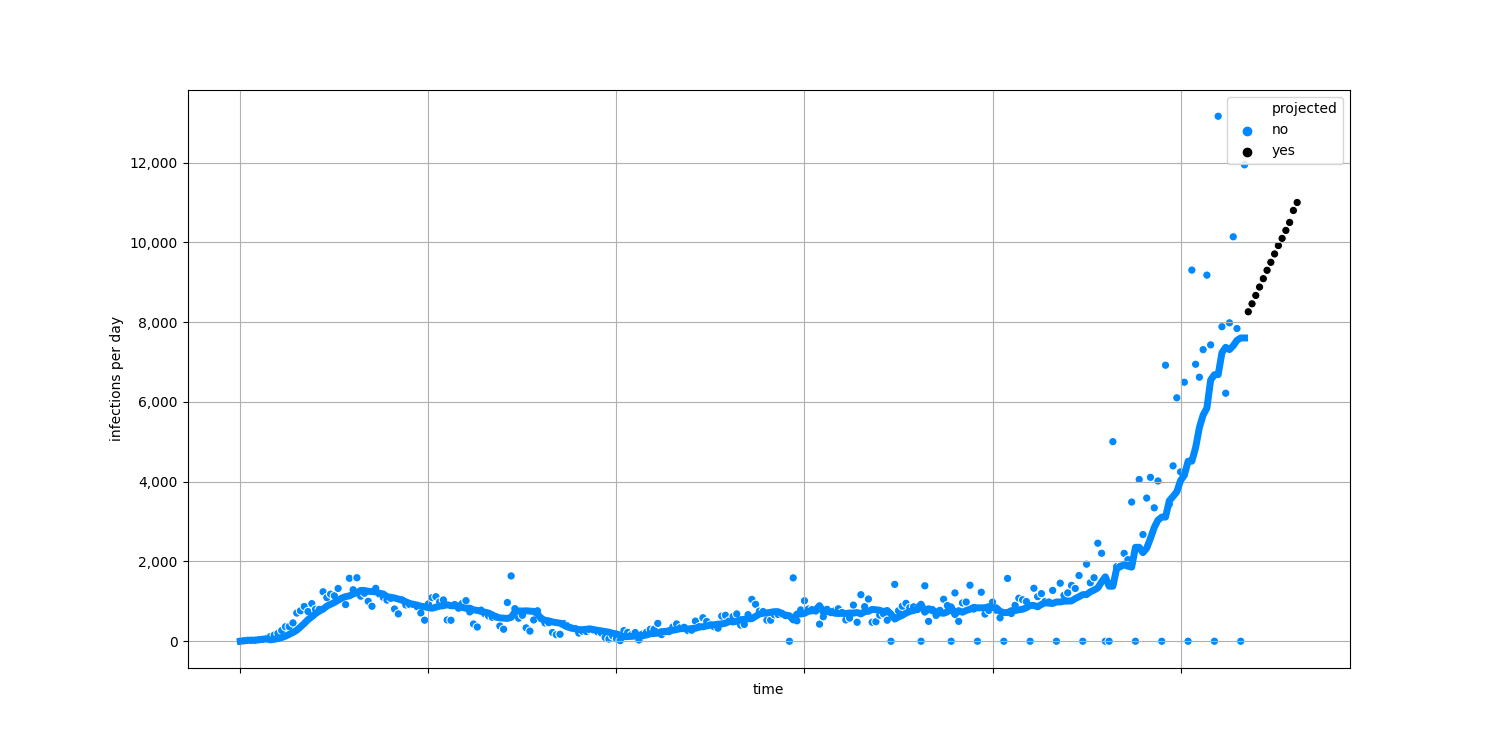 projected
no
yes
12,000
10,000
8,000
6,000
4,000
2,000
0
infections per day
time